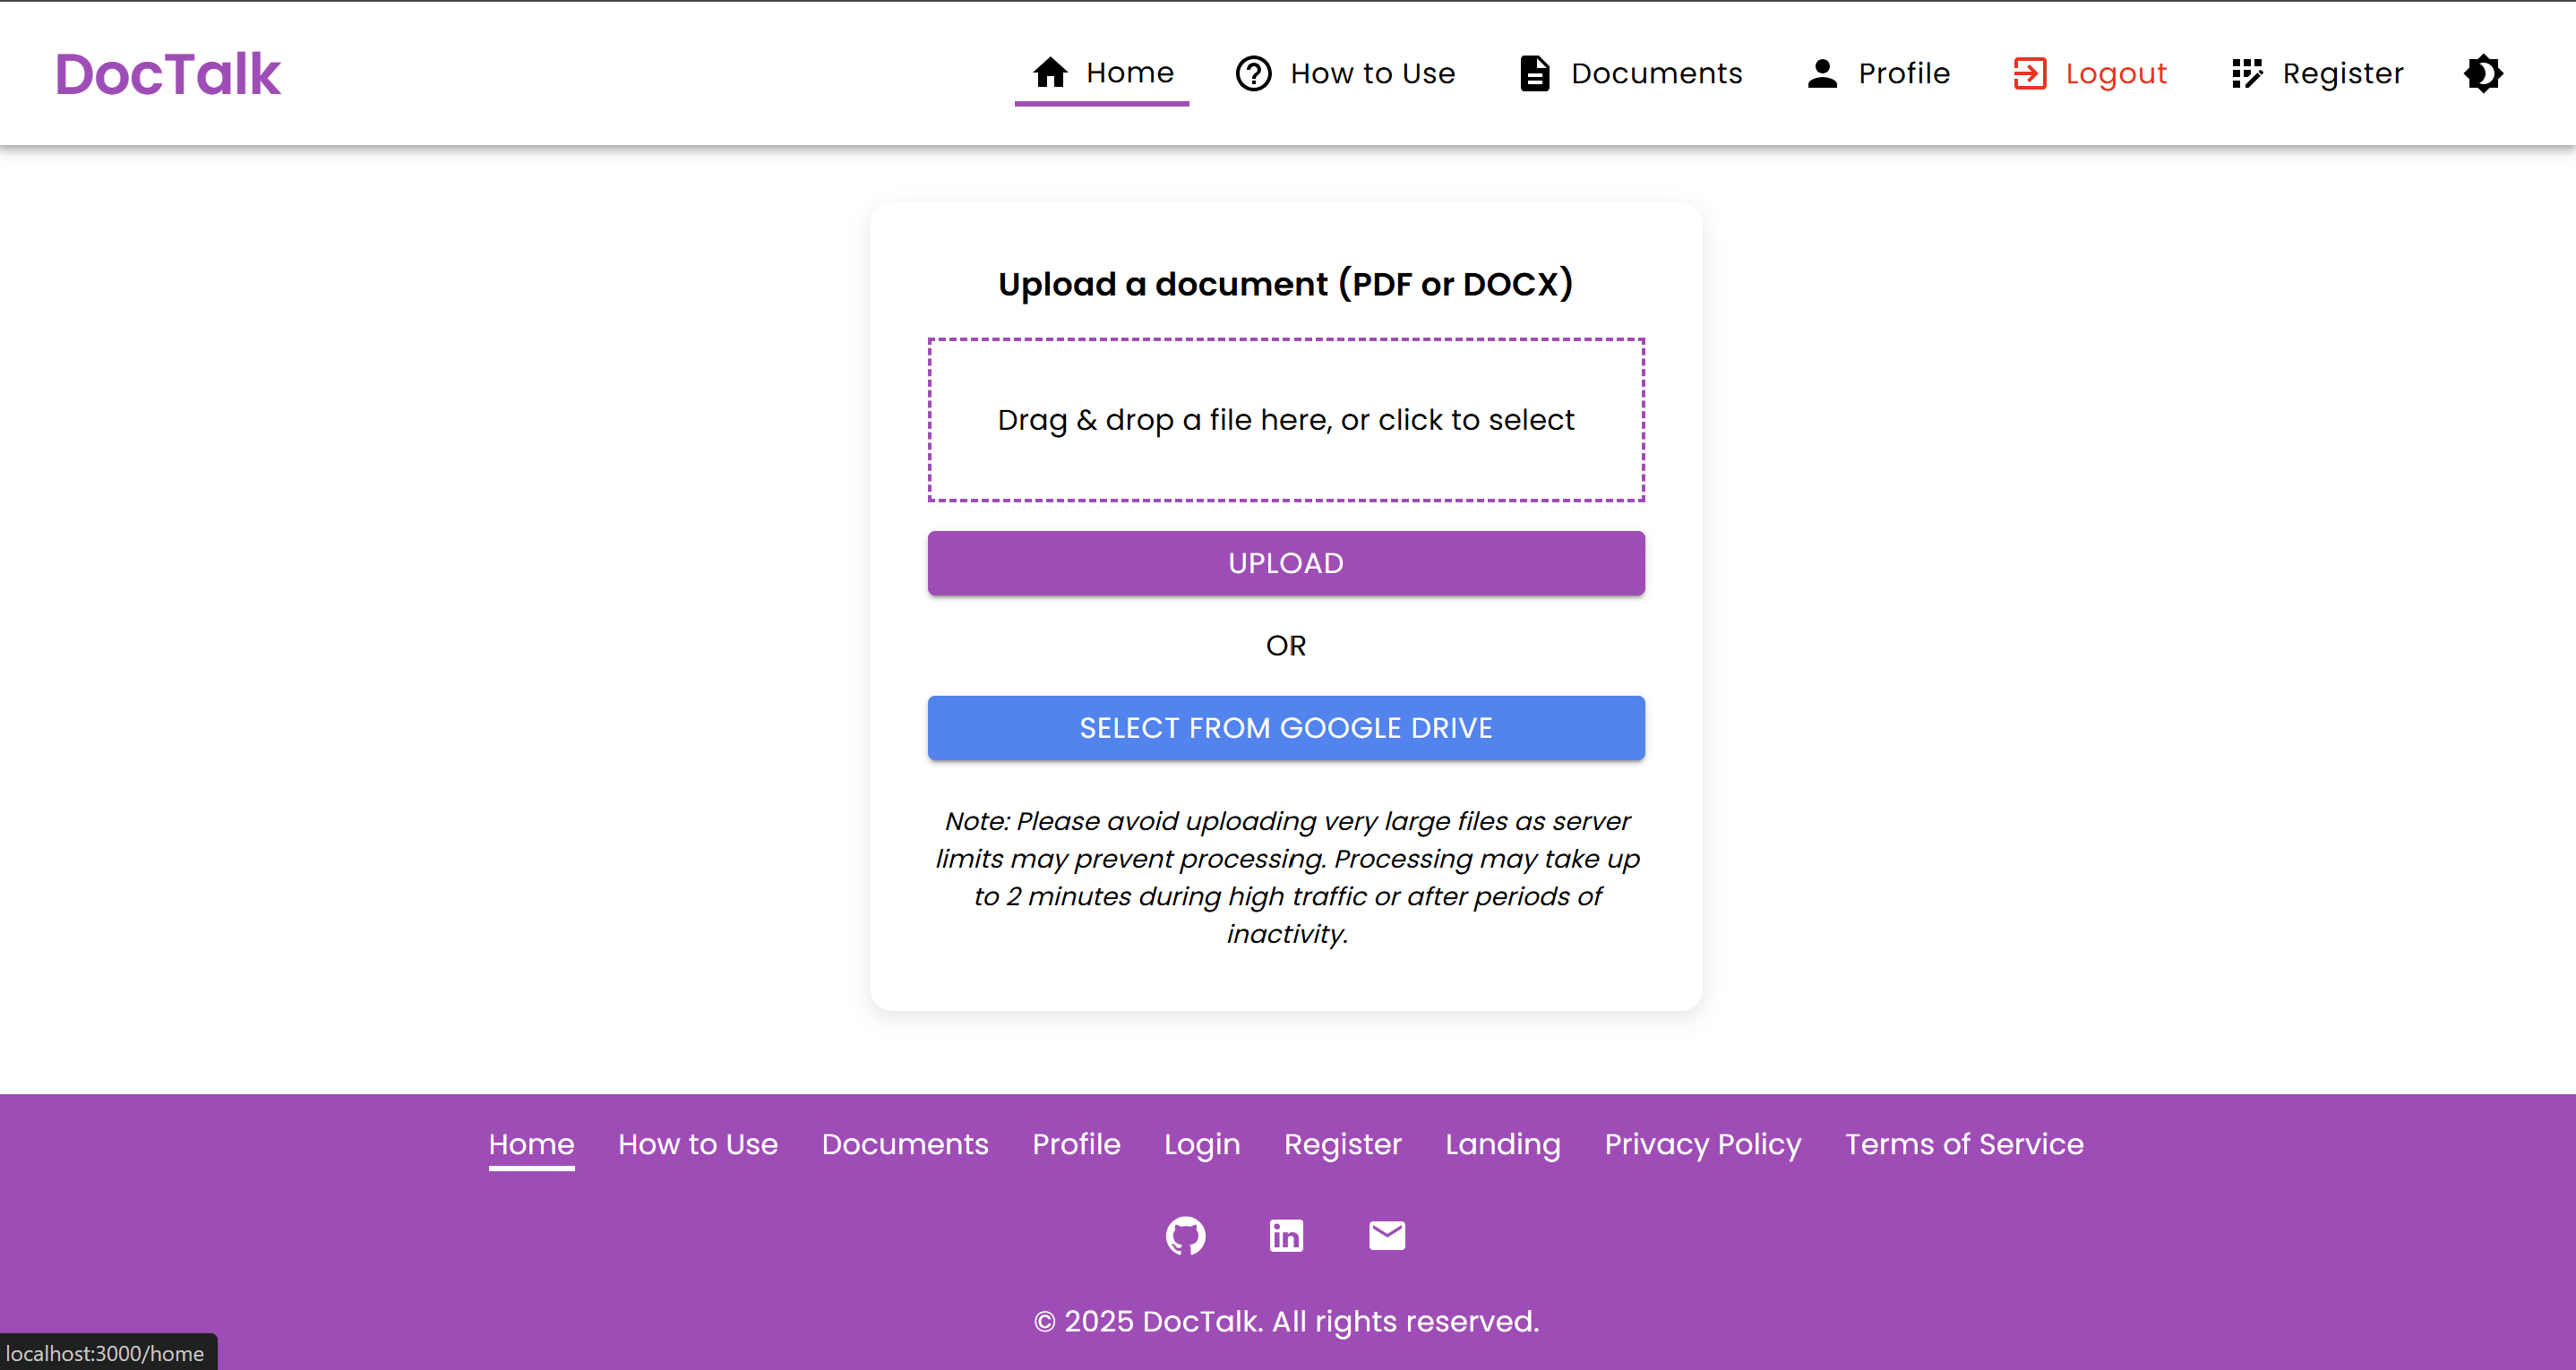 DocTalk
Home
How to Use
Documents
Profile
Logout
Register
Upload a document (PDF or DOCX)
Drag & drop a file here, or click to select
UPLOAD
OR
SELECT FROM GOOGLE DRIVE
Note: Please avoid uploading very large files as server
limits may prevent processing. Processing may take up
to 2 minutes during high traffic or after periods of
inactivity.
Home
How to Use
Documents
Profile
Login
Register
Landing
Privacy Policy
Terms of Service
in
© 2025 DocTalk. All rights reserved.
localhost:3000/home